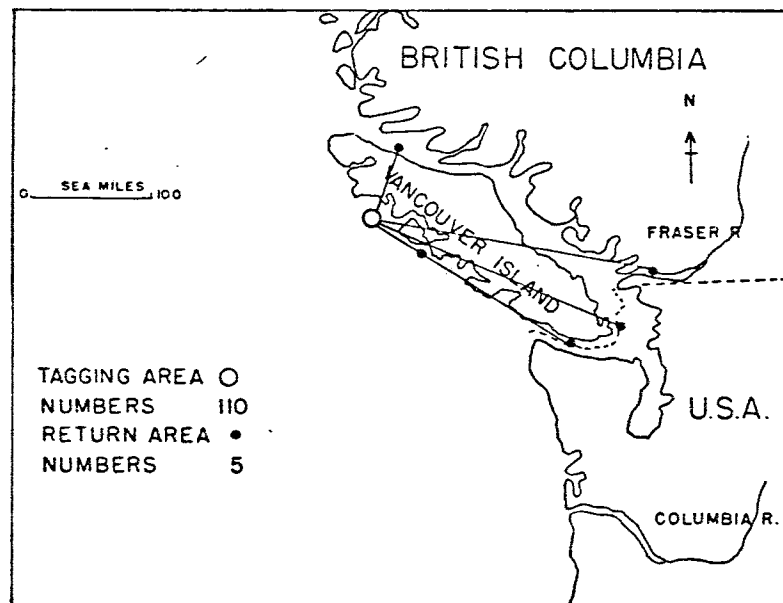 BRITISH COLUMBIA
N
0 SEA MILES 100
VANCOUVER ISLAND
FRASER R.
TAGGING AREA
NUMBERS 110
RETURN AREA
NUMBERS 5
U.S.A.
COLUMBIA R.